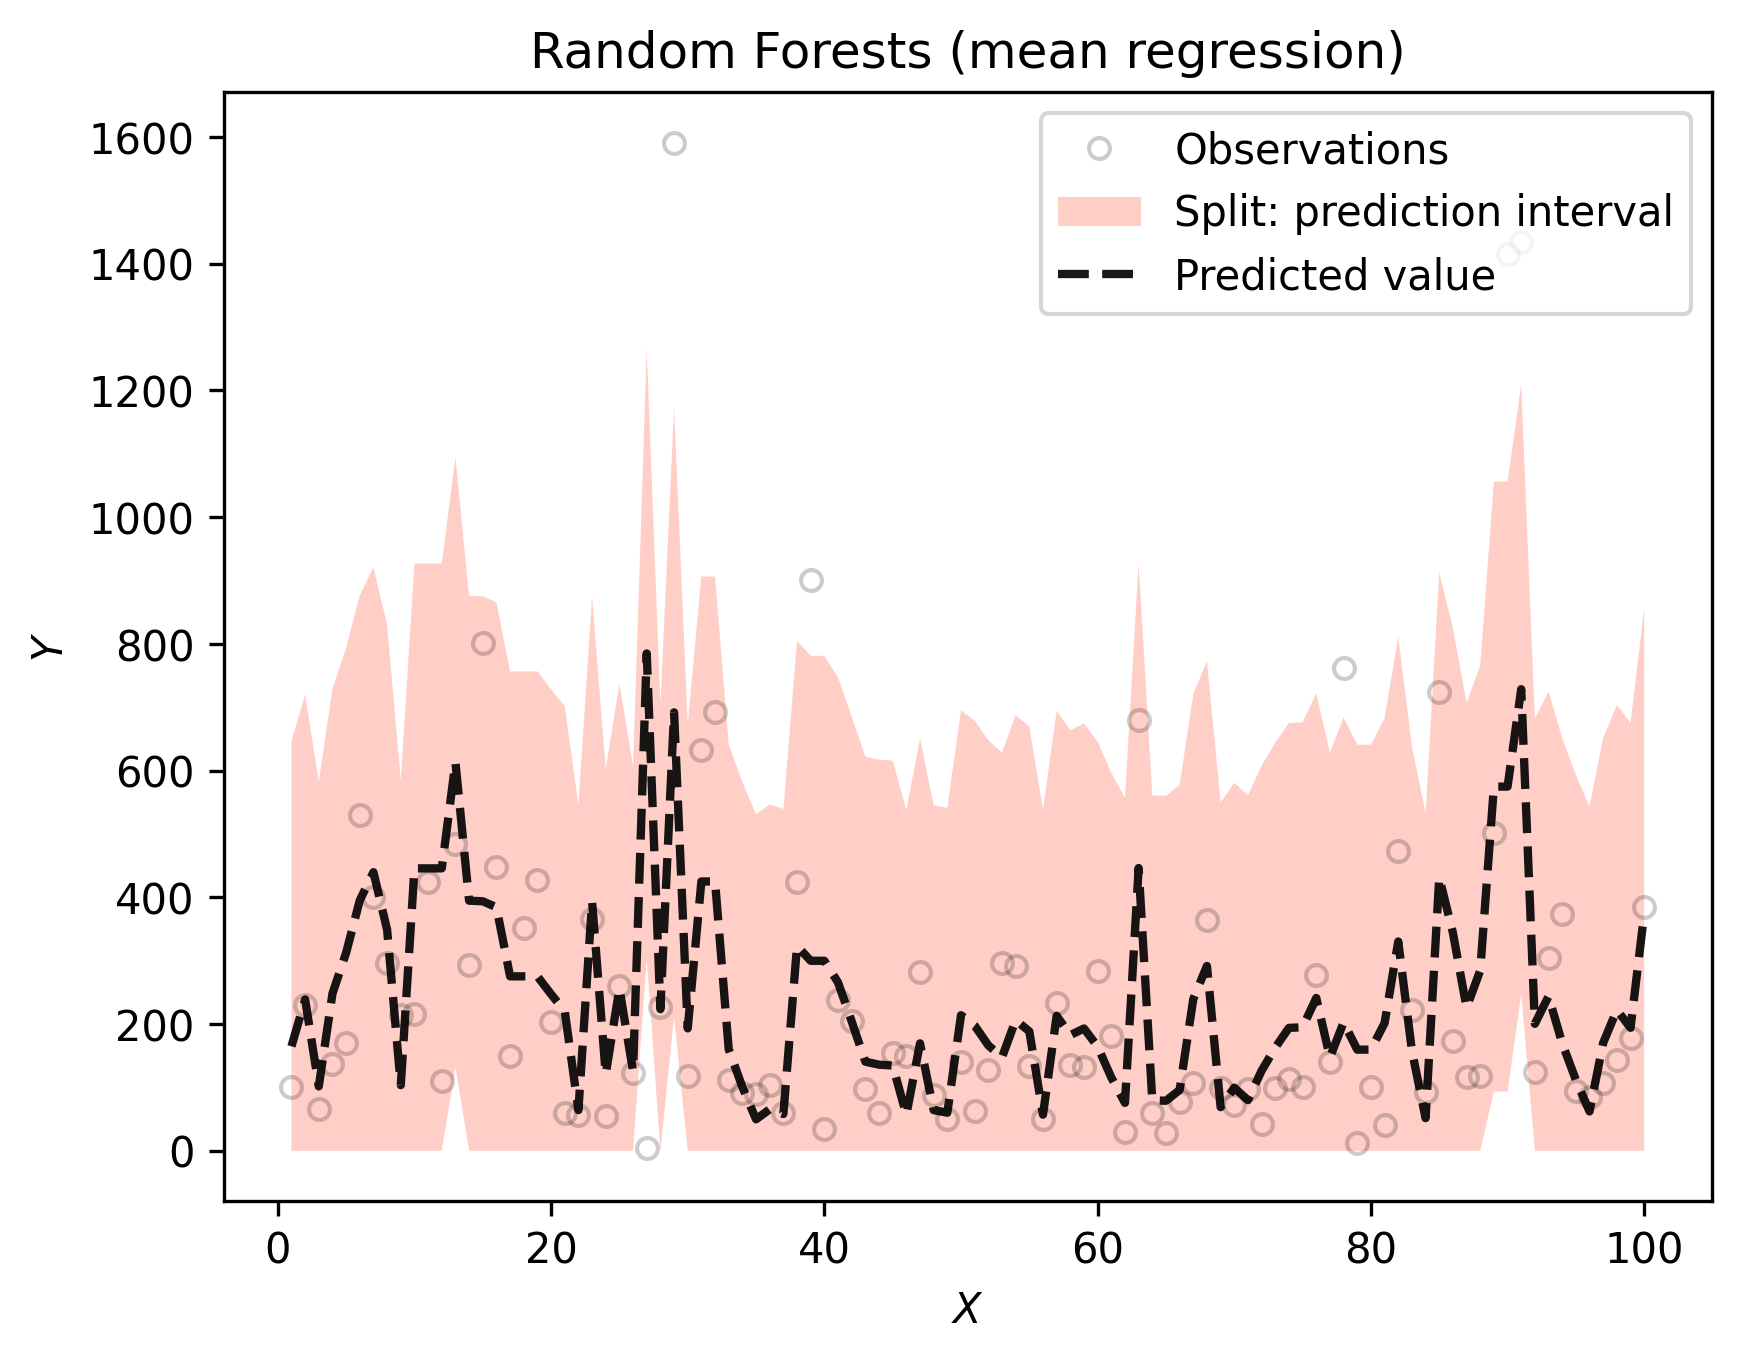 Random Forests (mean regression)
Observations
Split: prediction interval
Predicted value
1600
1400
1200
1000
800
600
400
200
0
Y
0 20 40 60 80 100
X